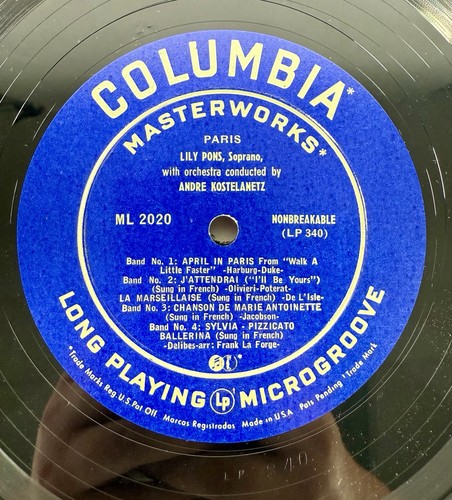 COLUMBIA*
MASTERWORKS*
PARIS
LILY PONS, Soprano,
with orchestra conducted by
ANDRE KOSTELANETZ
ML 2020
NONBREAKABLE
(LP 340)
Band No. 1: APRIL IN PARIS From "Walk A
Little Faster" -Harburg-Duke-
Band No. 2: J'ATTENDRAI ("I'll Be Yours")
(Sung in French) -Olivieri-Poterat-
LA MARSEILLAISE (Sung in French) -De L'Isle-
Band No. 3: CHANSON DE MARIE ANTOINETTE
(Sung in French) -Jacobson-
Band No. 4: SYLVIA - PIZZICATO
BALLERINA (Sung in French)
-Delibes-arr: Frank La Forge-
LONG PLAYING Lp MICROGROOVE
*Trade Marks Reg. U.S. Pat. Off. Marcas Registradas Made in U.S.A. Pats. Pending *Trade Mark
LP 340